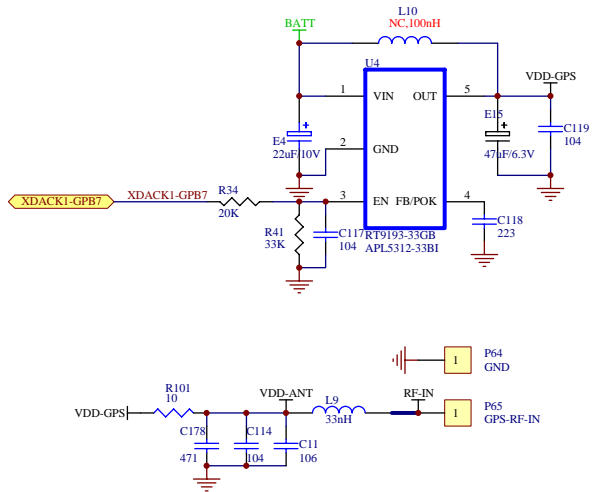 L10
NC,100nH
BATT
U4
VDD-GPS
1 VIN OUT 5
E4
22uF/10V
E15
47uF/6.3V
C119
104
2 GND
XDACK1-GPB7 XDACK1-GPB7
R34
20K
3 EN FB/POK 4
R41
33K
C117
104
RT9193-33GB
APL5312-33BI
C118
223
1
P64
GND
R101
10
VDD-GPS
VDD-ANT
L9
33nH
RF-IN
1
P65
GPS-RF-IN
C178
471
C114
104
C11
106